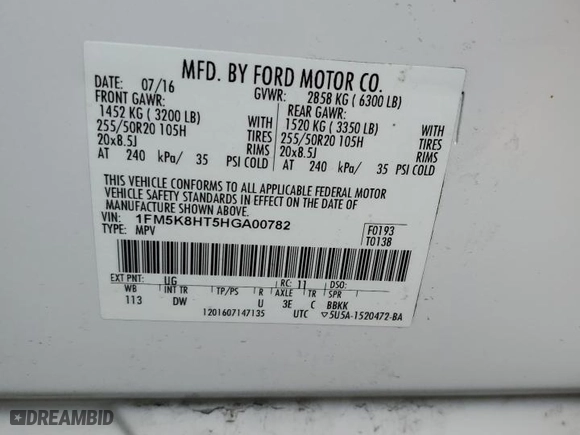 MFD. BY FORD MOTOR CO.
DATE: 07/16 GVWR: 2858 KG ( 6300 LB)
FRONT GAWR: REAR GAWR:
1452 KG ( 3200 LB) 1520 KG ( 3350 LB)
255/50R20 105H WITH TIRES 255/50R20 105H WITH TIRES
20x8.5J RIMS 20x8.5J RIMS
AT 240 kPa/ 35 PSI COLD AT 240 kPa/ 35 PSI COLD
THIS VEHICLE CONFORMS TO ALL APPLICABLE FEDERAL MOTOR
VEHICLE SAFETY STANDARDS IN EFFECT ON THE DATE OF
MANUFACTURE SHOWN ABOVE.
VIN: 1FM5K8HT5HGA00782 F0193
TYPE: MPV T0138
EXT PNT: UG RC: 11 DSO:
WB INT TR TP/PS R AXLE TR SPR
113 DW U 3E C BBKK
1201607147135 UTC ▽5U5A-1520472-BA
DREAMBID